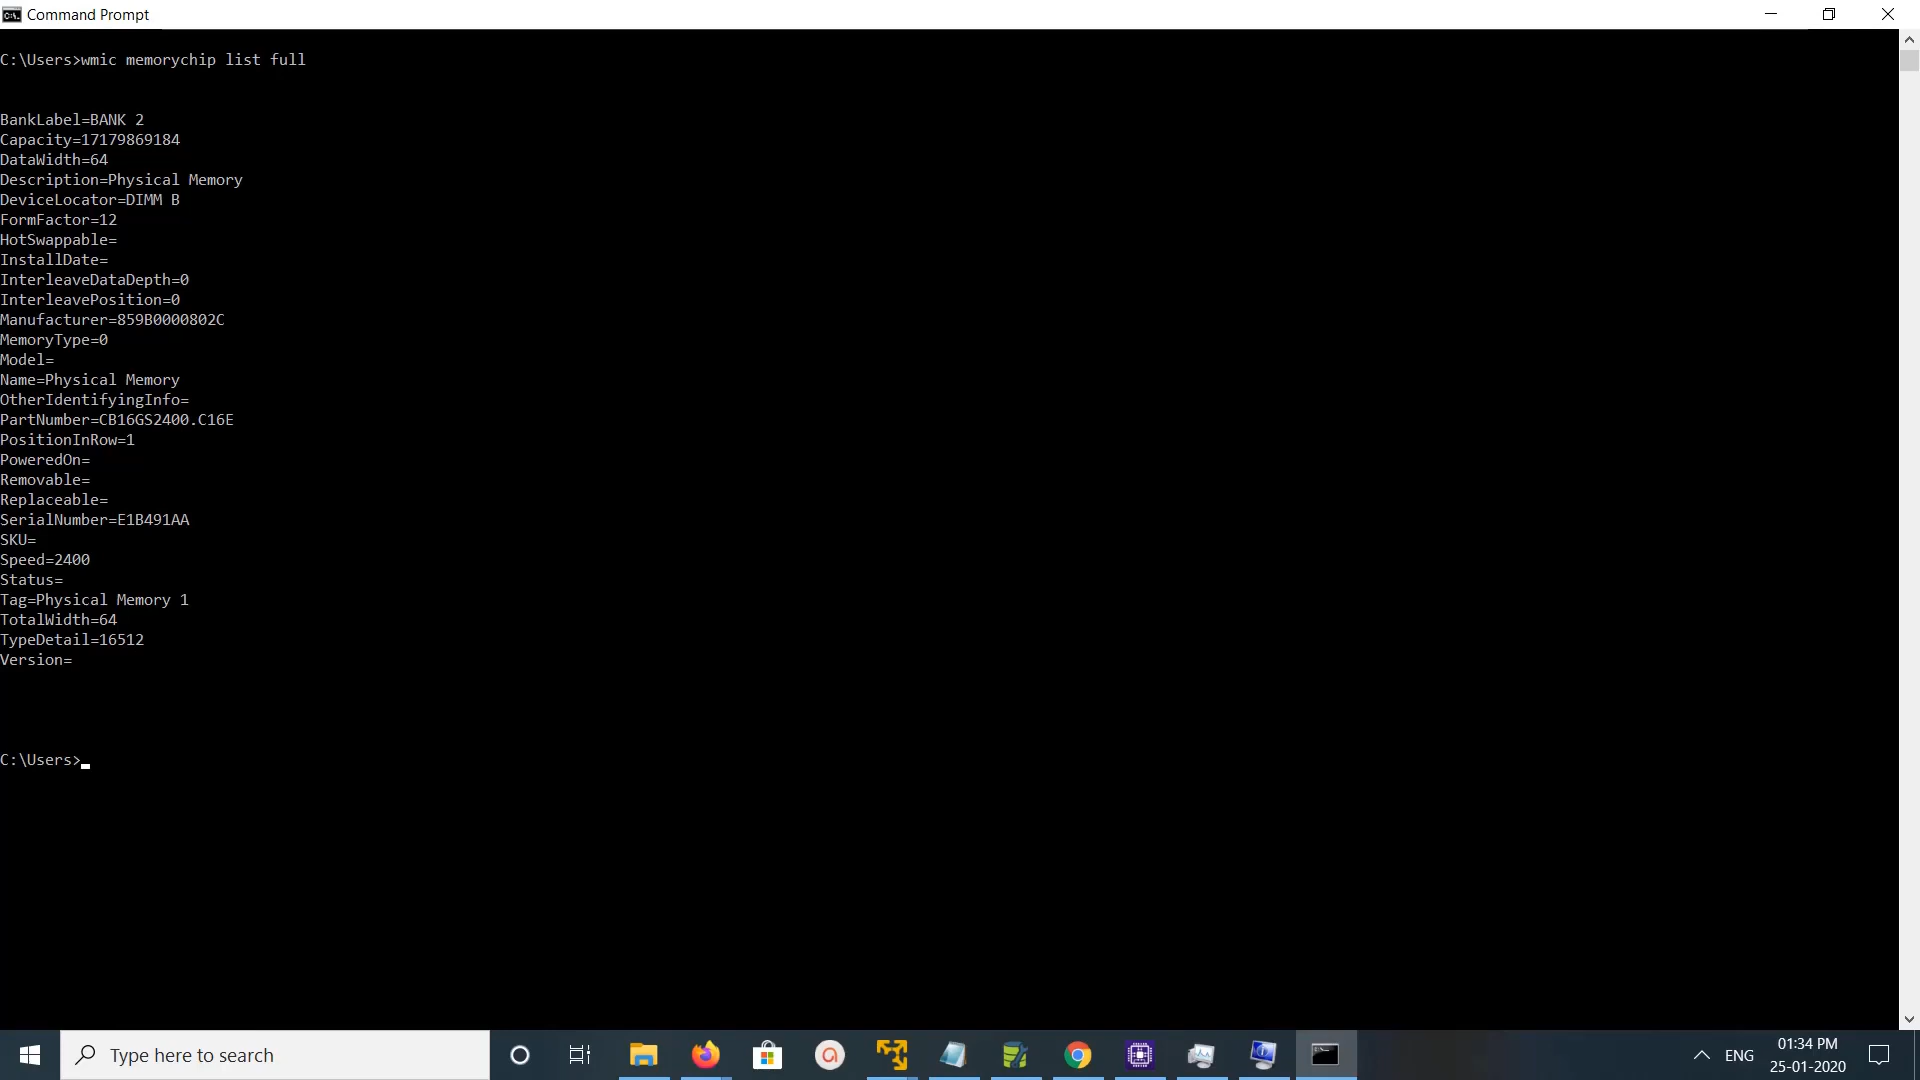 Command Prompt
C:\Users>wmic memorychip list full
BankLabel=BANK 2
Capacity=17179869184
DataWidth=64
Description=Physical Memory
DeviceLocator=DIMM B
FormFactor=12
HotSwappable=
InstallDate=
InterleaveDataDepth=0
InterleavePosition=0
Manufacturer=859B0000802C
MemoryType=0
Model=
Name=Physical Memory
OtherIdentifyingInfo=
PartNumber=CB16GS2400.C16E
PositionInRow=1
PoweredOn=
Removable=
Replaceable=
SerialNumber=E1B491AA
SKU=
Speed=2400
Status=
Tag=Physical Memory 1
TotalWidth=64
TypeDetail=16512
Version=
C:\Users>
Type here to search
ENG
01:34 PM
25-01-2020